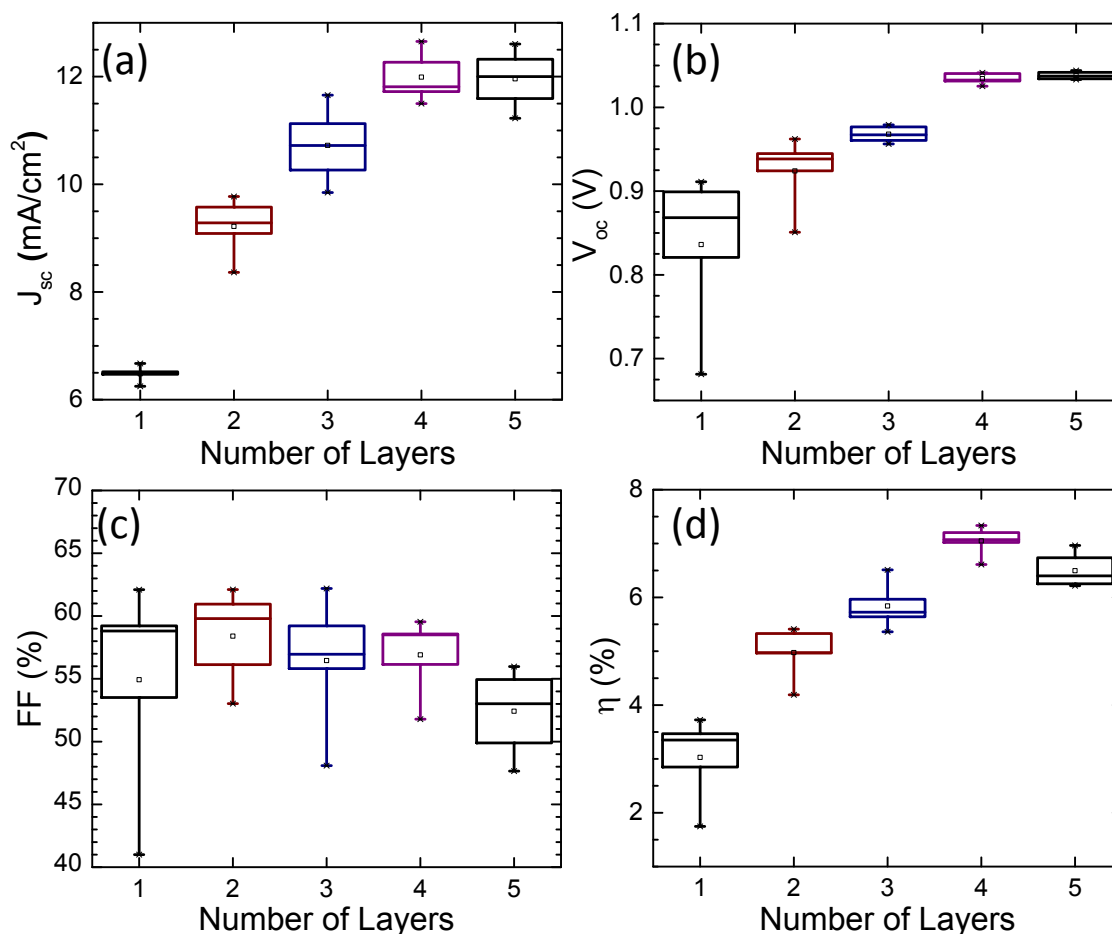 (a)
J_sc (mA/cm²)
12
10
8
6
1 2 3 4 5
Number of Layers
(b)
V_oc (V)
1.1
1.0
0.9
0.8
0.7
1 2 3 4 5
Number of Layers
(c)
FF (%)
70
65
60
55
50
45
40
1 2 3 4 5
Number of Layers
(d)
η (%)
8
6
4
2
1 2 3 4 5
Number of Layers